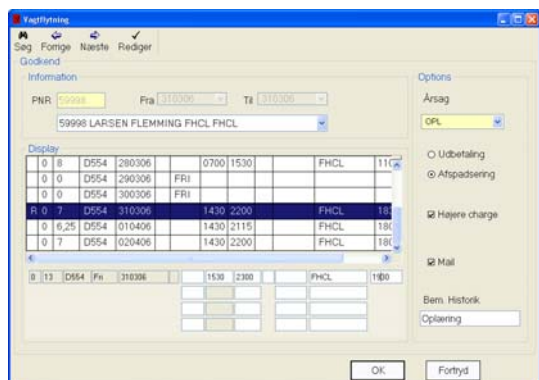 Vagtflytning
Søg Forrige Næste Rediger
Godkend
Information
PNR 59998 Fra 310306 Til 310306
59998 LARSEN FLEMMING FHCL FHCL
Display
0 8 D554 280306 0700 1530 FHCL
0 0 D554 290306 FRI
0 0 D554 300306 FRI
R 0 7 D554 310306 1430 2200 FHCL
0 6,25 D554 010406 1430 2115 FHCL
0 7 D554 020406 1430 2200 FHCL
13 D554 Fri 310306 1530 2300 FHCL 1900
Options
Årsag
OPL
Udbetaling
Afspadsering
Højere charge
Mail
Bem. Historik
Oplæring
OK Fortryd